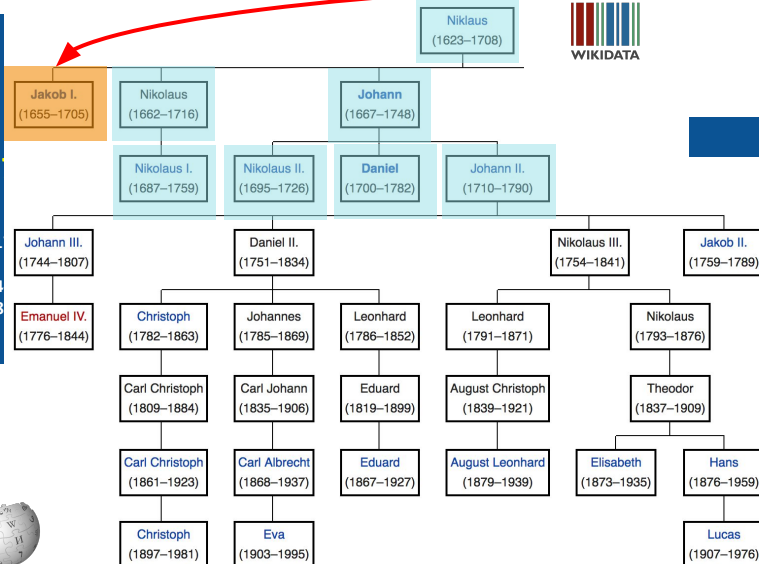 Niklaus
(1623–1708)
WIKIDATA
Jakob I.
(1655–1705)
Nikolaus
(1662–1716)
Johann
(1667–1748)
Nikolaus I.
(1687–1759)
Nikolaus II.
(1695–1726)
Daniel
(1700–1782)
Johann II.
(1710–1790)
Johann III.
(1744–1807)
Daniel II.
(1751–1834)
Nikolaus III.
(1754–1841)
Jakob II.
(1759–1789)
Emanuel IV.
(1776–1844)
Christoph
(1782–1863)
Johannes
(1785–1869)
Leonhard
(1786–1852)
Leonhard
(1791–1871)
Nikolaus
(1793–1876)
Carl Christoph
(1809–1884)
Carl Johann
(1835–1906)
Eduard
(1819–1899)
August Christoph
(1839–1921)
Theodor
(1837–1909)
Carl Christoph
(1861–1923)
Carl Albrecht
(1868–1937)
Eduard
(1867–1927)
August Leonhard
(1879–1939)
Elisabeth
(1873–1935)
Hans
(1876–1959)
Christoph
(1897–1981)
Eva
(1903–1995)
Lucas
(1907–1976)